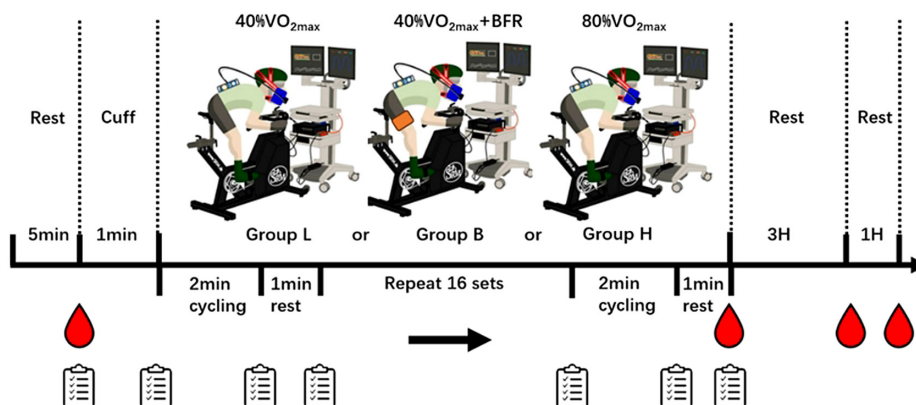 40%VO2max
40%VO2max+BFR
80%VO2max
Rest
Cuff
Rest
Rest
5min
1min
Group L
or
Group B
or
Group H
3H
1H
2min
cycling
1min
rest
Repeat 16 sets
2min
cycling
1min
rest